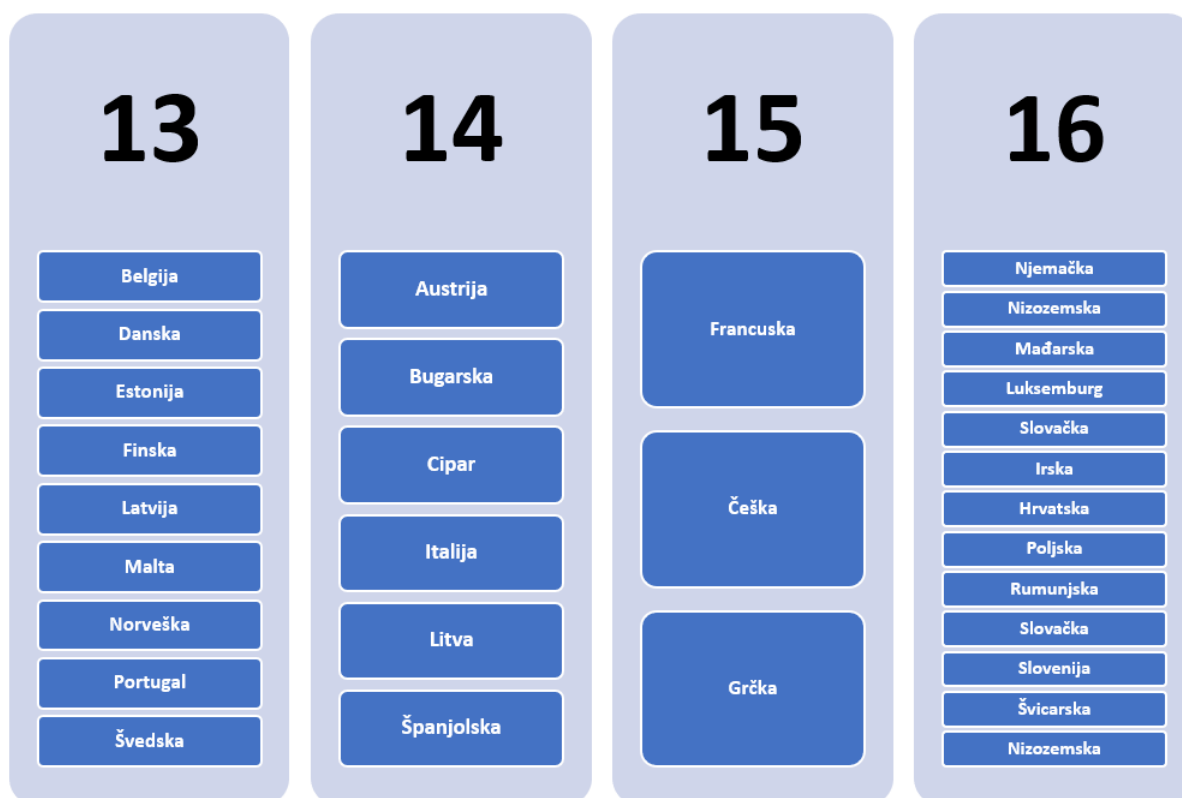 13
Belgija
Danska
Estonija
Finska
Latvija
Malta
Norveška
Portugal
Švedska
14
Austrija
Bugarska
Cipar
Italija
Litva
Španjolska
15
Francuska
Češka
Grčka
16
Njemačka
Nizozemska
Mađarska
Luksemburg
Slovačka
Irska
Hrvatska
Poljska
Rumunjska
Slovačka
Slovenija
Švicarska
Nizozemska